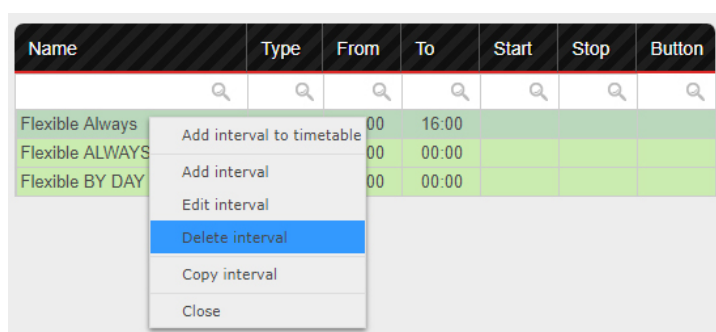 Name Type From To Start Stop Button
Flexible Always 00 16:00
Flexible ALWAYS 00 00:00
Flexible BY DAY 00 00:00
Add interval to timetable
Add interval
Edit interval
Delete interval
Copy interval
Close